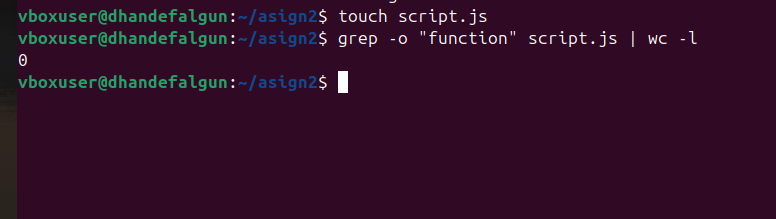 vboxuser@dhandefalgun:~/asign2$ touch script.js
vboxuser@dhandefalgun:~/asign2$ grep -o "function" script.js | wc -l
0
vboxuser@dhandefalgun:~/asign2$